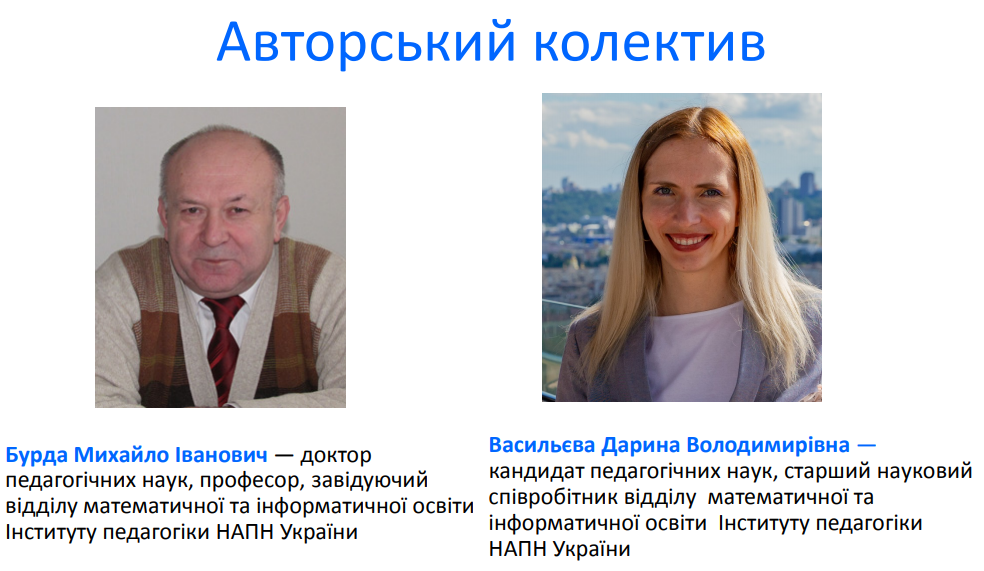 Авторський колектив
Бурда Михайло Іванович — доктор
педагогічних наук, професор, завідуючий
відділу математичної та інформатичної освіти
Інституту педагогіки НАПН України
Васильєва Дарина Володимирівна —
кандидат педагогічних наук, старший науковий
співробітник відділу  математичної та
інформатичної освіти  Інституту педагогіки
НАПН України